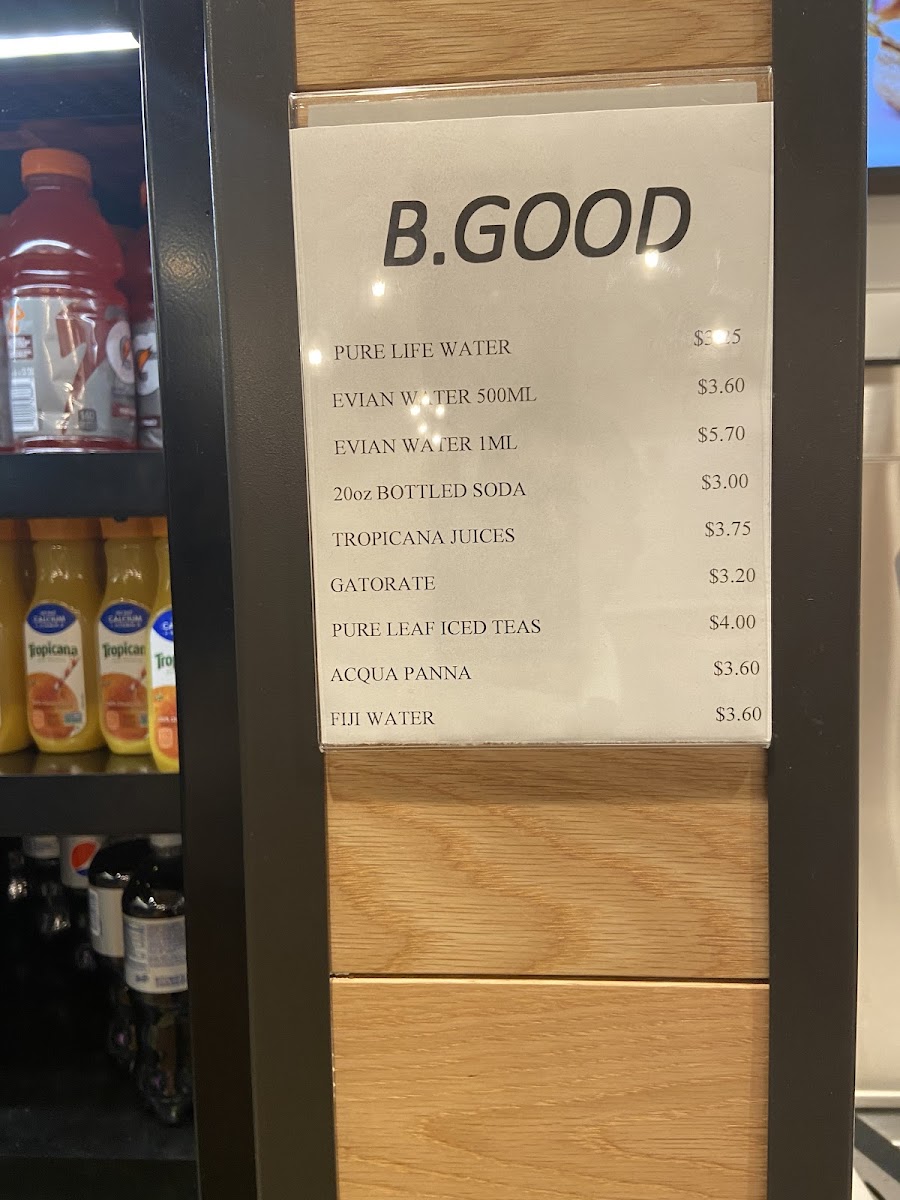 B.GOOD
PURE LIFE WATER
EVIAN WATER 500ML $3.60
EVIAN WATER 1ML $5.70
20oz BOTTLED SODA $3.00
TROPICANA JUICES $3.75
GATORATE $3.20
PURE LEAF ICED TEAS $4.00
ACQUA PANNA $3.60
FIJI WATER $3.60
CALCIUM
Tropicana
CALCIUM
Tropican
Tro